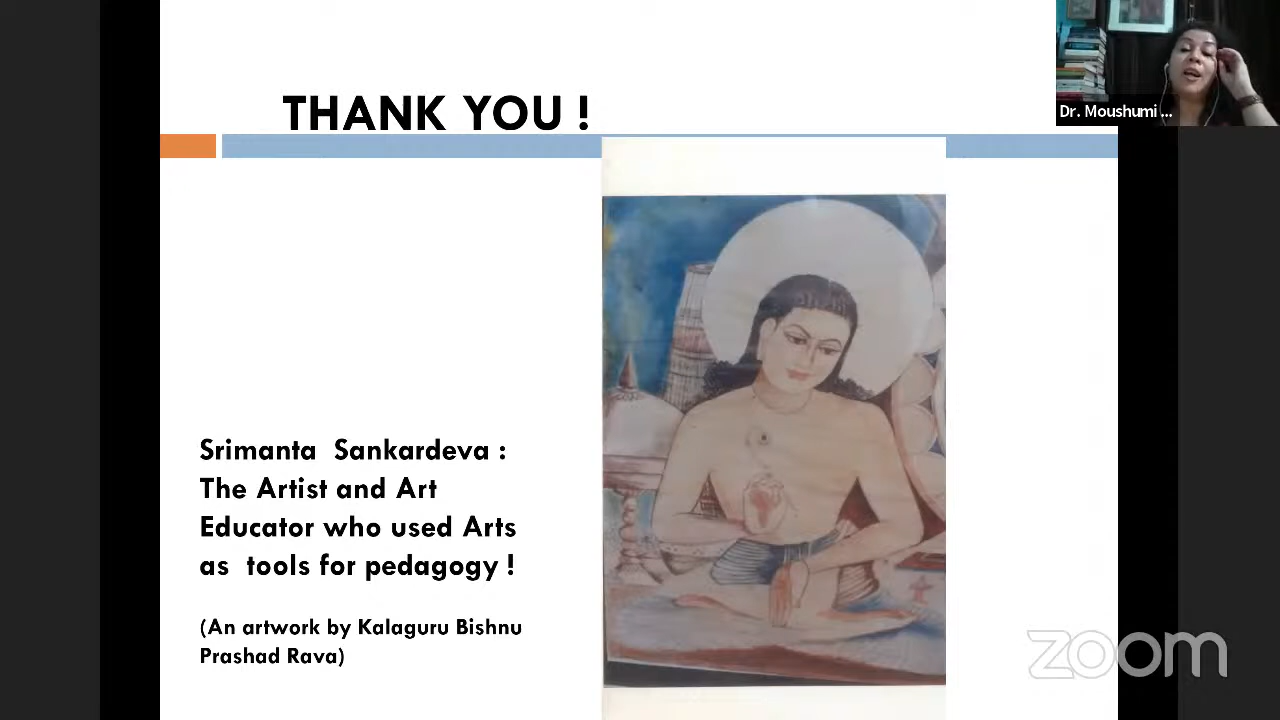 THANK YOU !
Dr. Moushumi ...
Srimanta Sankardeva :
The Artist and Art
Educator who used Arts
as tools for pedagogy !
(An artwork by Kalaguru Bishnu
Prashad Rava)
zoom